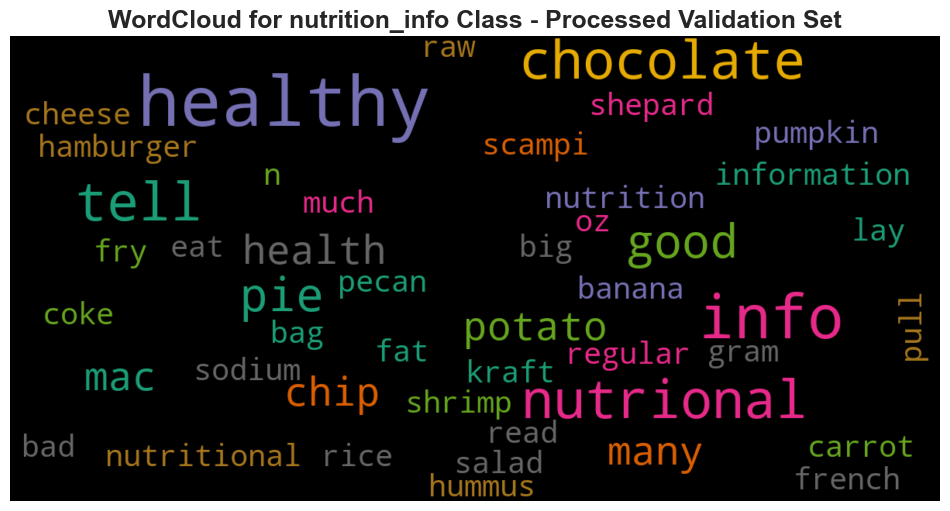 WordCloud for nutrition_info Class - Processed Validation Set
raw
chocolate
healthy
cheese
shepard
hamburger
scampi
pumpkin
n
information
tell
much
nutrition
oz
lay
fry
eat
health
big
good
pie
pecan
banana
coke
bag
potato
info
pull
fat
regular
gram
mac
sodium
kraft
chip
shrimp
nutrional
bad
nutritional
rice
read
salad
many
carrot
hummus
french